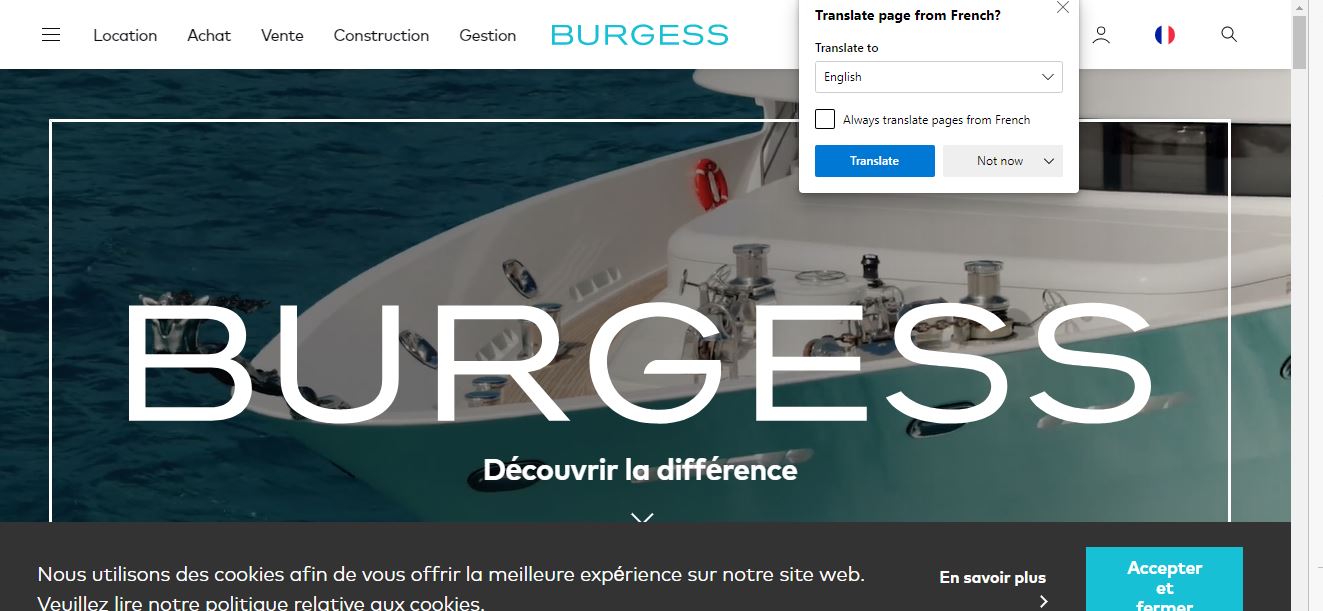 Location Achat Vente Construction Gestion BURGESS
Translate page from French?
Translate to
English
Always translate pages from French
Translate Not now
BURGESS
Découvrir la différence
Nous utilisons des cookies afin de vous offrir la meilleure expérience sur notre site web.
Veuillez lire notre politique relative aux cookies.
En savoir plus
Accepter
et
fermer